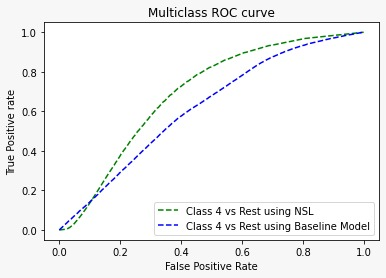 Multiclass ROC curve
True Positive rate
1.0
0.8
0.6
0.4
0.2
0.0
Class 4 vs Rest using NSL
Class 4 vs Rest using Baseline Model
0.0 0.2 0.4 0.6 0.8 1.0
False Positive Rate